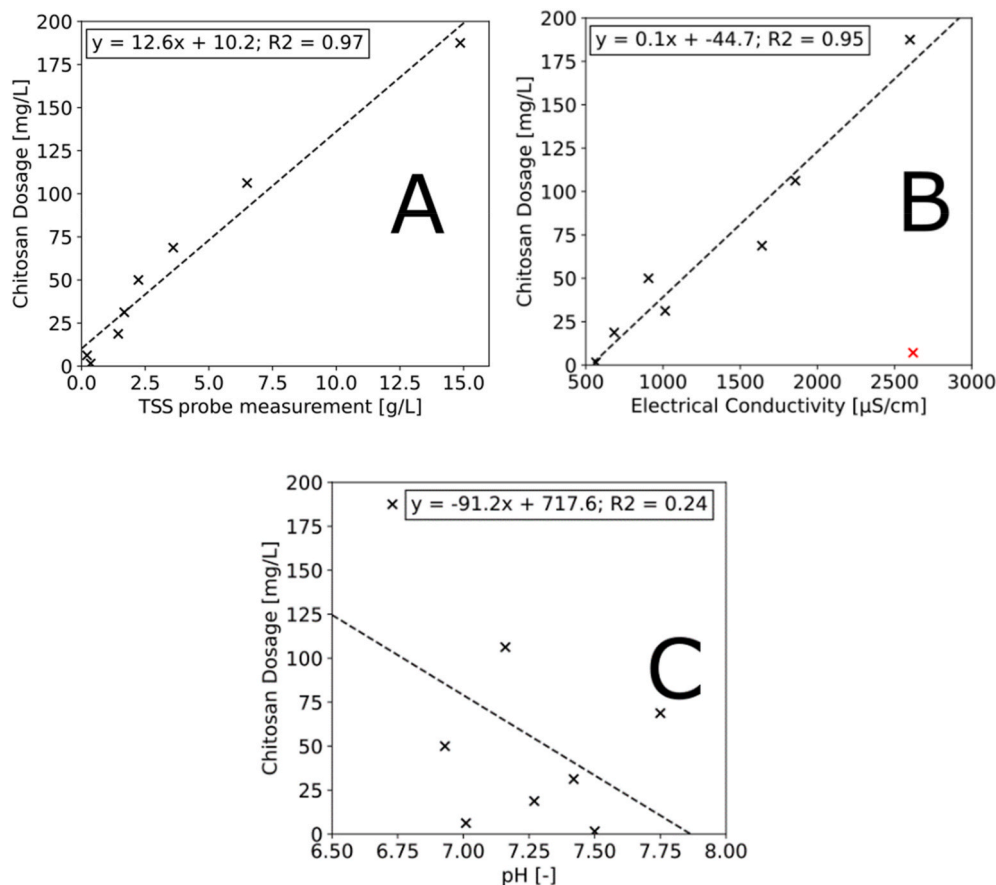 y = 12.6x + 10.2; R2 = 0.97
A
Chitosan Dosage [mg/L]
200
175
150
125
100
75
50
25
0
0.0 2.5 5.0 7.5 10.0 12.5 15.0
TSS probe measurement [g/L]
y = 0.1x + -44.7; R2 = 0.95
B
Chitosan Dosage [mg/L]
200
175
150
125
100
75
50
25
0
500 1000 1500 2000 2500 3000
Electrical Conductivity [µS/cm]
y = -91.2x + 717.6; R2 = 0.24
C
Chitosan Dosage [mg/L]
200
175
150
125
100
75
50
25
0
6.50 6.75 7.00 7.25 7.50 7.75 8.00
pH [-]